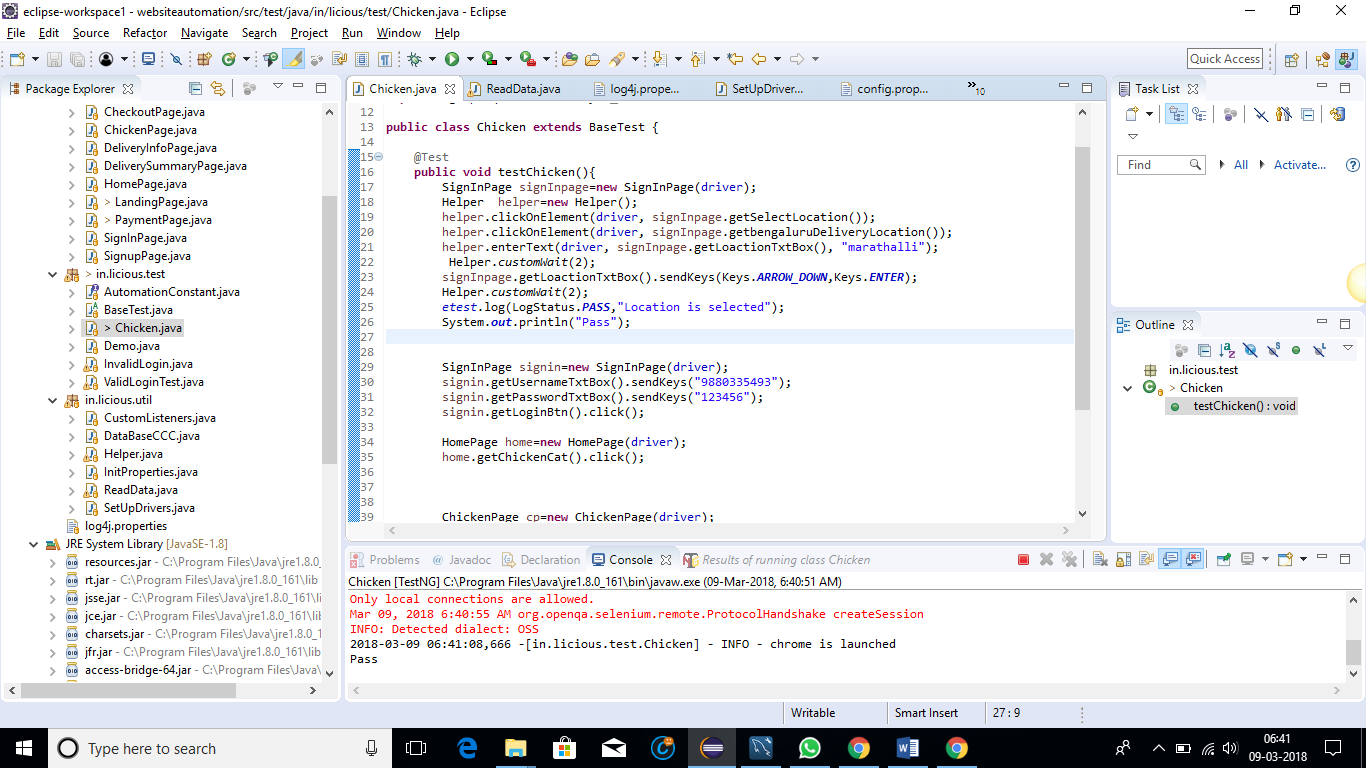 eclipse-workspace1 - websiteautomation/src/test/java/in/licious/test/Chicken.java - Eclipse
File Edit Source Refactor Navigate Search Project Run Window Help
Quick Access
Package Explorer
CheckoutPage.java
ChickenPage.java
DeliveryInfoPage.java
DeliverySummaryPage.java
HomePage.java
> LandingPage.java
> PaymentPage.java
SignInPage.java
SignupPage.java
> in.licious.test
AutomationConstant.java
BaseTest.java
> Chicken.java
Demo.java
InvalidLogin.java
ValidLoginTest.java
in.licious.util
CustomListeners.java
DataBaseCCC.java
Helper.java
InitProperties.java
ReadData.java
SetUpDrivers.java
log4j.properties
JRE System Library [JavaSE-1.8]
resources.jar - C:\Program Files\Java\jre1.8.0_
rt.jar - C:\Program Files\Java\jre1.8.0_161\lib
jsse.jar - C:\Program Files\Java\jre1.8.0_161\li
jce.jar - C:\Program Files\Java\jre1.8.0_161\lib
charsets.jar - C:\Program Files\Java\jre1.8.0_1
jfr.jar - C:\Program Files\Java\jre1.8.0_161\lib
access-bridge-64.jar - C:\Program Files\Java\
Chicken.java ReadData.java log4j.prope... SetUpDriver... config.prop... »10
12
13 public class Chicken extends BaseTest {
14
15 @Test
16 public void testChicken(){
17 SignInPage signInpage=new SignInPage(driver);
18 Helper helper=new Helper();
19 helper.clickOnElement(driver, signInpage.getSelectLocation());
20 helper.clickOnElement(driver, signInpage.getbengaluruDeliveryLocation());
21 helper.enterText(driver, signInpage.getLoactionTxtBox(), "marathalli");
22 Helper.customWait(2);
23 signInpage.getLoactionTxtBox().sendKeys(Keys.ARROW_DOWN,Keys.ENTER);
24 Helper.customWait(2);
25 etest.log(LogStatus.PASS,"Location is selected");
26 System.out.println("Pass");
27
28
29 SignInPage signin=new SignInPage(driver);
30 signin.getUsernameTxtBox().sendKeys("9880335493");
31 signin.getPasswordTxtBox().sendKeys("123456");
32 signin.getLoginBtn().click();
33
34 HomePage home=new HomePage(driver);
35 home.getChickenCat().click();
36
37
38
39 ChickenPage cp=new ChickenPage(driver);
Task List
Find All Activate...
Outline
in.licious.test
> Chicken
testChicken() : void
Problems Javadoc Declaration Console Results of running class Chicken
Chicken [TestNG] C:\Program Files\Java\jre1.8.0_161\bin\javaw.exe (09-Mar-2018, 6:40:51 AM)
Only local connections are allowed.
Mar 09, 2018 6:40:55 AM org.openqa.selenium.remote.ProtocolHandshake createSession
INFO: Detected dialect: OSS
2018-03-09 06:41:08,666 -[in.licious.test.Chicken] - INFO - chrome is launched
Pass
Writable Smart Insert 27 : 9
Type here to search
06:41
09-03-2018